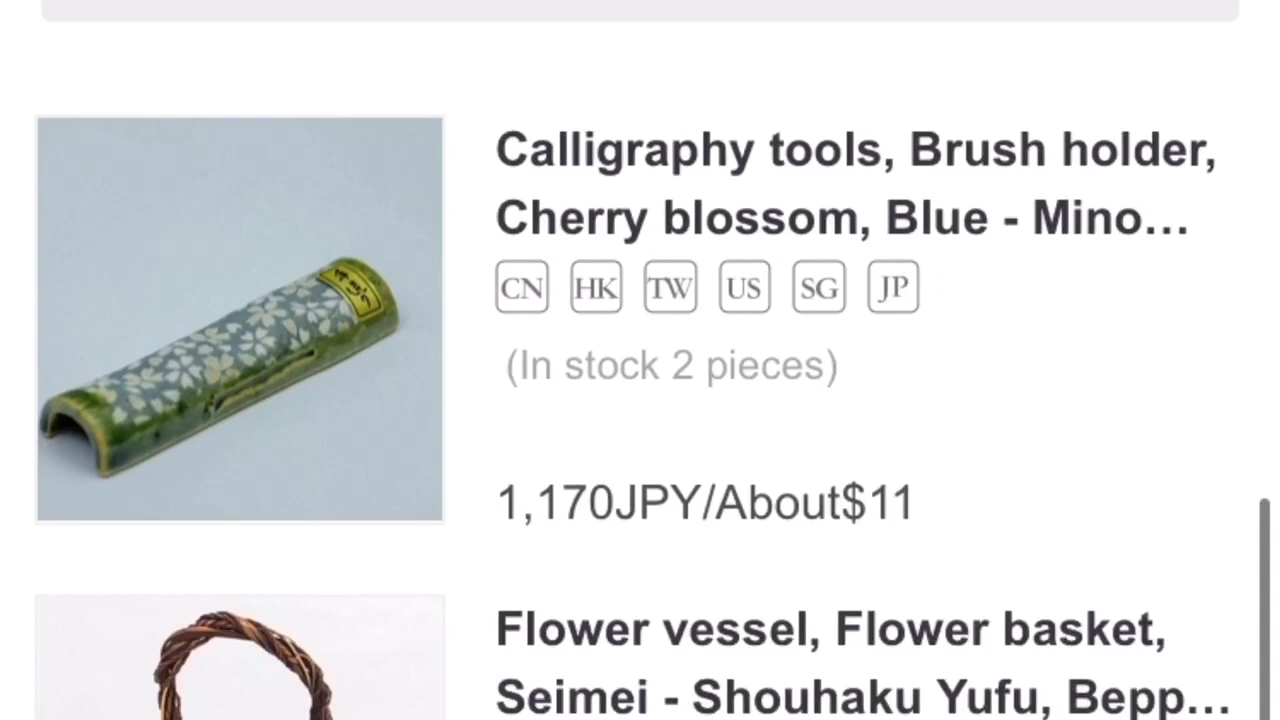 Calligraphy tools, Brush holder,
Cherry blossom, Blue - Mino...
CN HK TW US SG JP
(In stock 2 pieces)
1,170JPY/About$11
Flower vessel, Flower basket,
Seimei - Shouhaku Yufu, Bepp...